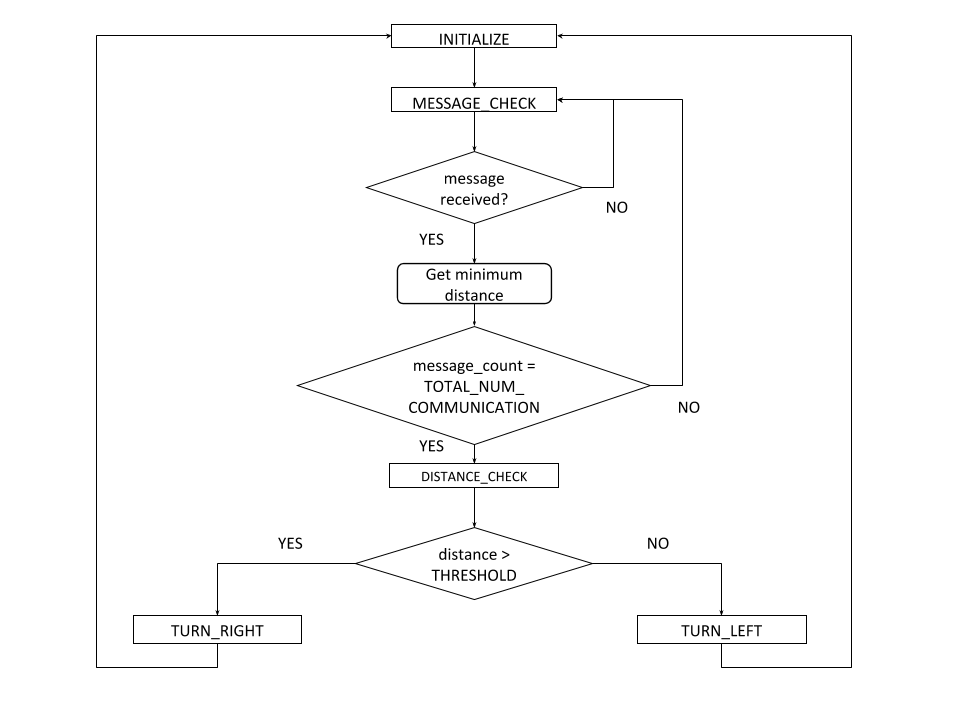 INITIALIZE
MESSAGE_CHECK
message
received?
NO
YES
Get minimum
distance
message_count =
TOTAL_NUM_
COMMUNICATION
NO
YES
DISTANCE_CHECK
YES
distance >
THRESHOLD
NO
TURN_RIGHT
TURN_LEFT